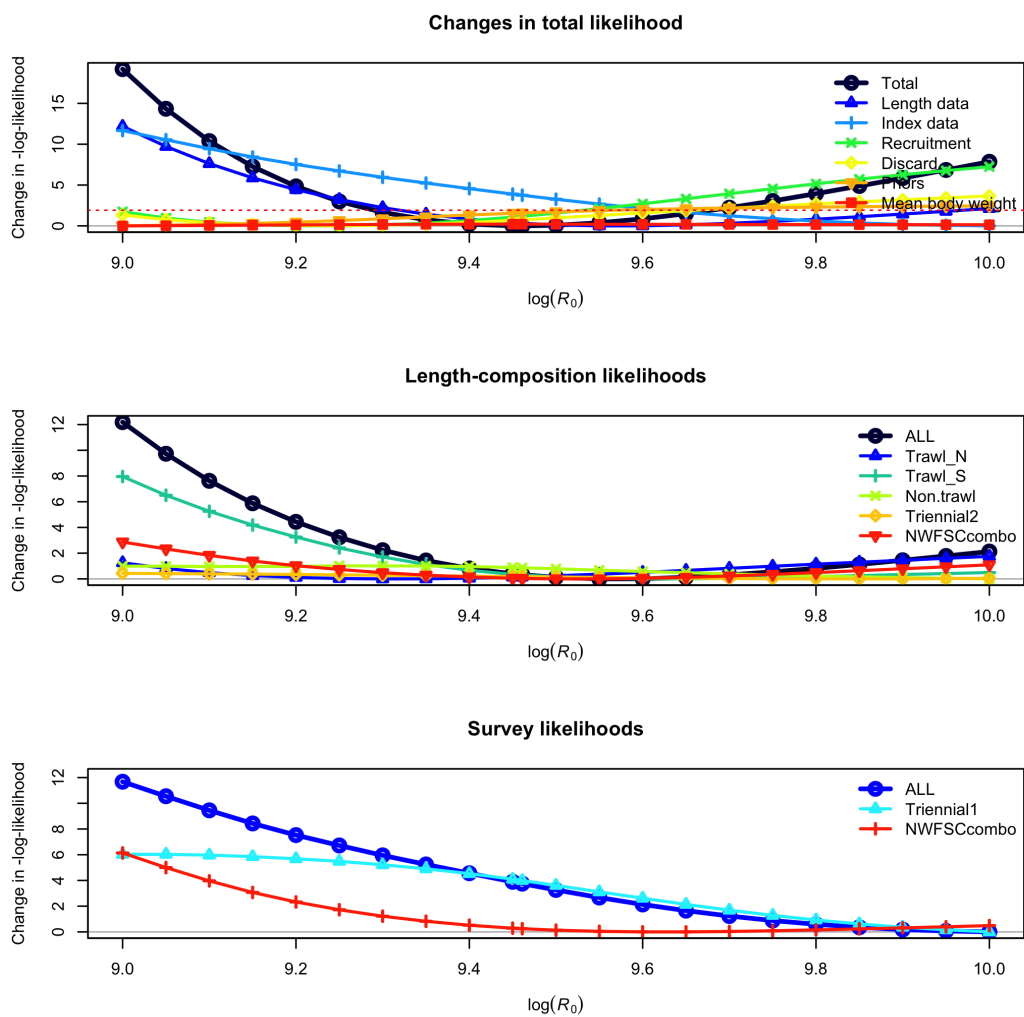 Changes in total likelihood
Change in -log-likelihood
0 5 10 15
Total
Length data
Index data
Recruitment
Discard
Priors
Mean body weight
9.0 9.2 9.4 9.6 9.8 10.0
log(R₀)
Length-composition likelihoods
Change in -log-likelihood
0 2 4 6 8 12
ALL
Trawl_N
Trawl_S
Non.trawl
Triennial2
NWFSCcombo
9.0 9.2 9.4 9.6 9.8 10.0
log(R₀)
Survey likelihoods
Change in -log-likelihood
0 2 4 6 8 12
ALL
Triennial1
NWFSCcombo
9.0 9.2 9.4 9.6 9.8 10.0
log(R₀)